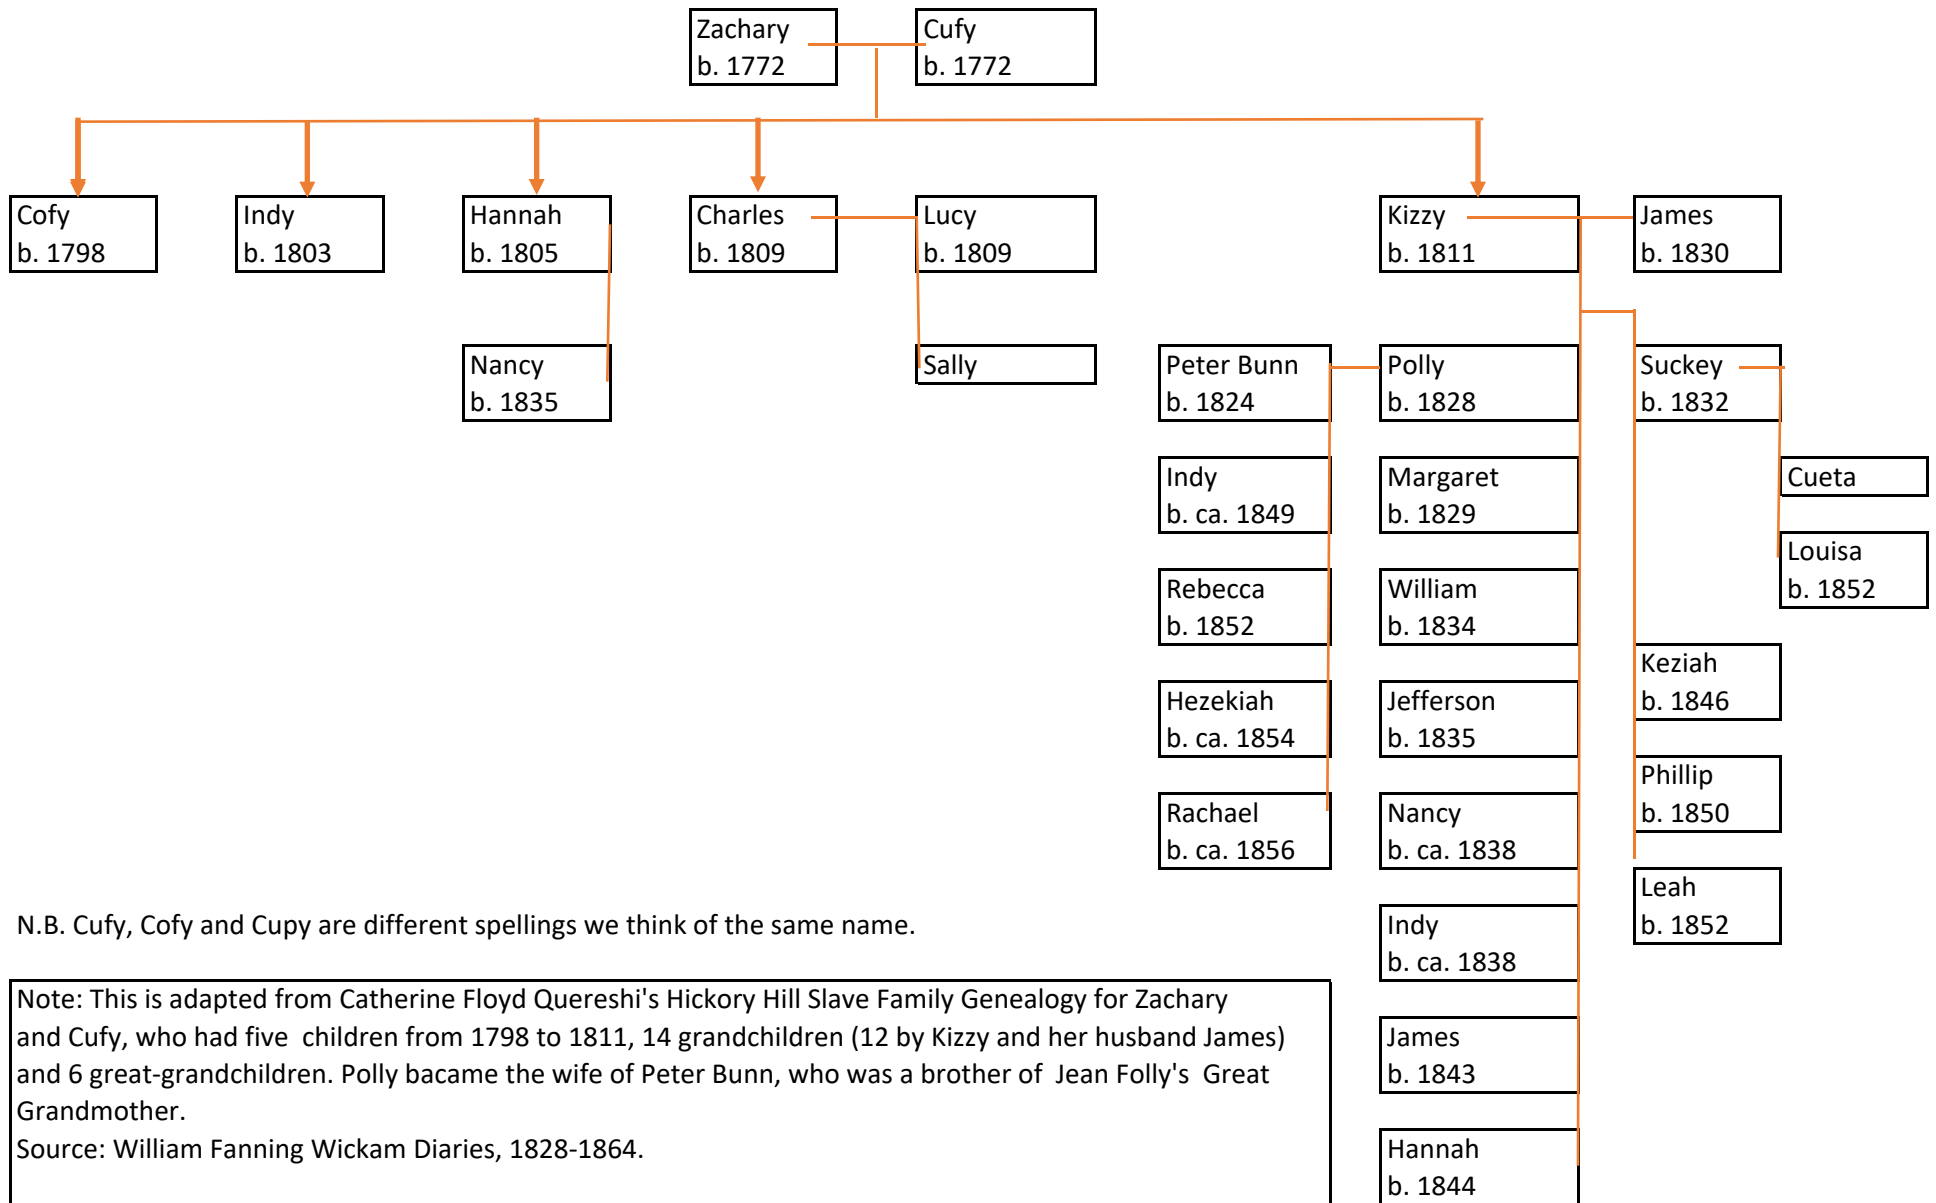 Zachary
b. 1772
Cufy
b. 1772
Cofy
b. 1798
Indy
b. 1803
Hannah
b. 1805
Charles
b. 1809
Lucy
b. 1809
Kizzy
b. 1811
James
b. 1830
Nancy
b. 1835
Sally
Peter Bunn
b. 1824
Polly
b. 1828
Suckey
b. 1832
Indy
b. ca. 1849
Margaret
b. 1829
Cueta
Louisa
b. 1852
Rebecca
b. 1852
William
b. 1834
Keziah
b. 1846
Hezekiah
b. ca. 1854
Jefferson
b. 1835
Phillip
b. 1850
Rachael
b. ca. 1856
Nancy
b. ca. 1838
Leah
b. 1852
N.B. Cufy, Cofy and Cupy are different spellings we think of the same name.
Indy
b. ca. 1838
Note: This is adapted from Catherine Floyd Quereshi's Hickory Hill Slave Family Genealogy for Zachary
and Cufy, who had five  children from 1798 to 1811, 14 grandchildren (12 by Kizzy and her husband James)
and 6 great-grandchildren. Polly bacame the wife of Peter Bunn, who was a brother of  Jean Folly's  Great
Grandmother.
Source: William Fanning Wickam Diaries, 1828-1864.
James
b. 1843
Hannah
b. 1844